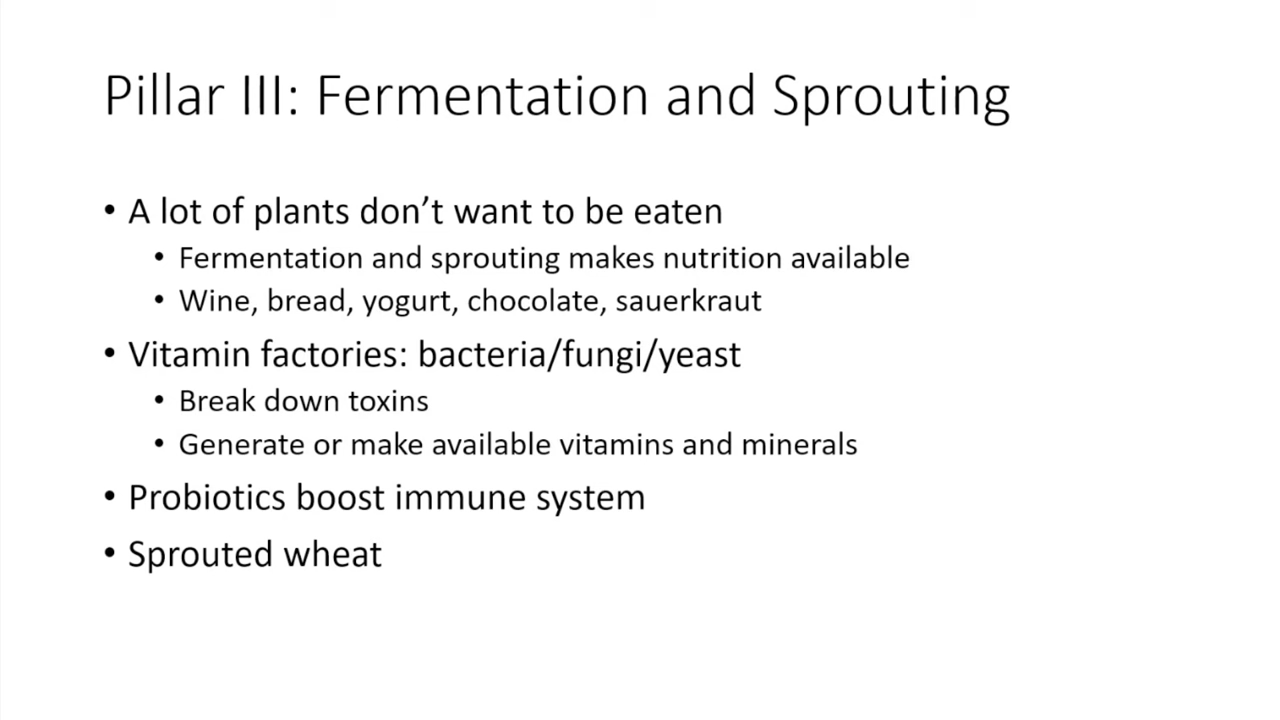 Pillar III: Fermentation and Sprouting
• A lot of plants don’t want to be eaten
• Fermentation and sprouting makes nutrition available
• Wine, bread, yogurt, chocolate, sauerkraut
• Vitamin factories: bacteria/fungi/yeast
• Break down toxins
• Generate or make available vitamins and minerals
• Probiotics boost immune system
• Sprouted wheat